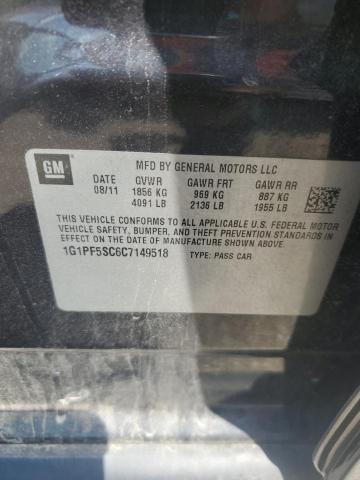 GM
MFD BY GENERAL MOTORS LLC
DATE GVWR GAWR FRT GAWR RR
08/11 1856 KG 969 KG 887 KG
4091 LB 2136 LB 1955 LB
THIS VEHICLE CONFORMS TO ALL APPLICABLE U.S. FEDERAL MOTOR
VEHICLE SAFETY, BUMPER, AND THEFT PREVENTION STANDARDS IN
EFFECT ON THE DATE OF MANUFACTURE SHOWN ABOVE.
1G1PF5SC6C7149518 TYPE: PASS CAR